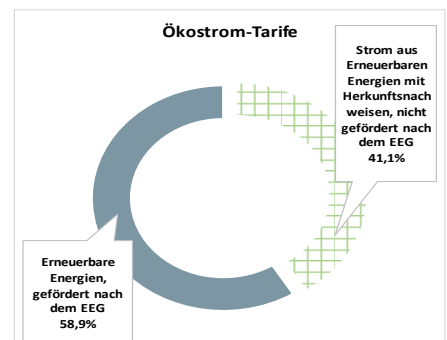 Ökostrom-Tarife
Strom aus
Erneuerbaren
Energien mit
Herkunftsnach
weisen, nicht
gefördert nach
dem EEG
41,1%
Erneuerbare
Energien,
gefördert nach
dem EEG
58,9%